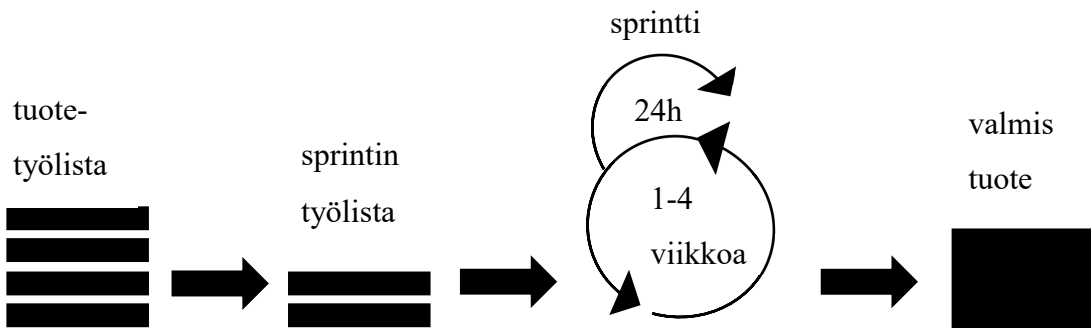 tuote-
työlista
sprintin
työlista
sprintti
24h
1-4
viikkoa
valmis
tuote